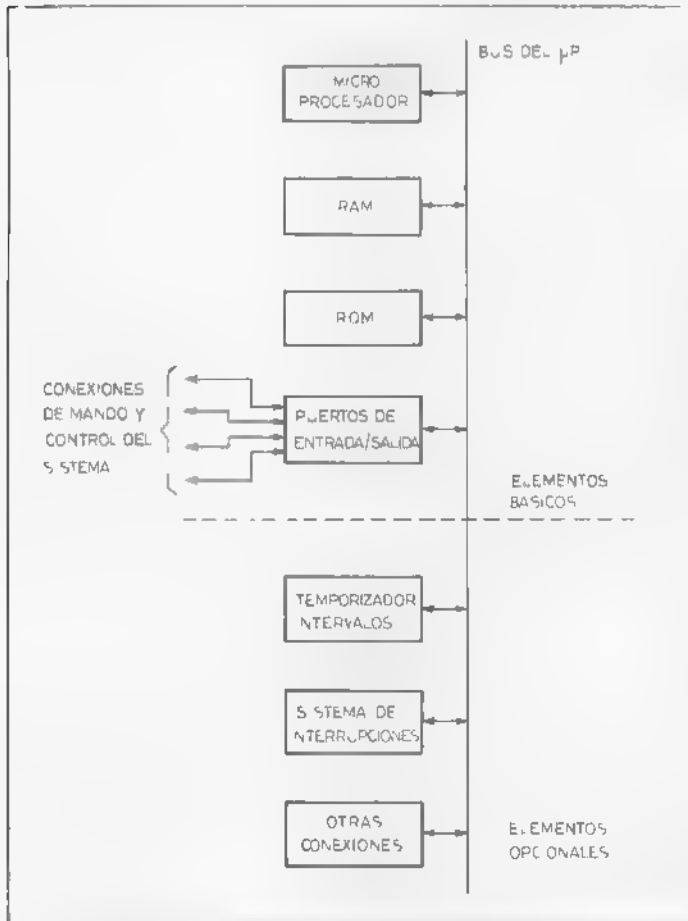 BUS DEL µP
MICRO
PROCESADOR
RAM
ROM
CONEXIONES
DE MANDO Y
CONTROL DEL
SISTEMA
PUERTOS DE
ENTRADA/SALIDA
ELEMENTOS
BASICOS
TEMPORIZADOR
INTERVALOS
SISTEMA DE
INTERRUPCIONES
OTRAS
CONEXIONES
ELEMENTOS
OPCIONALES